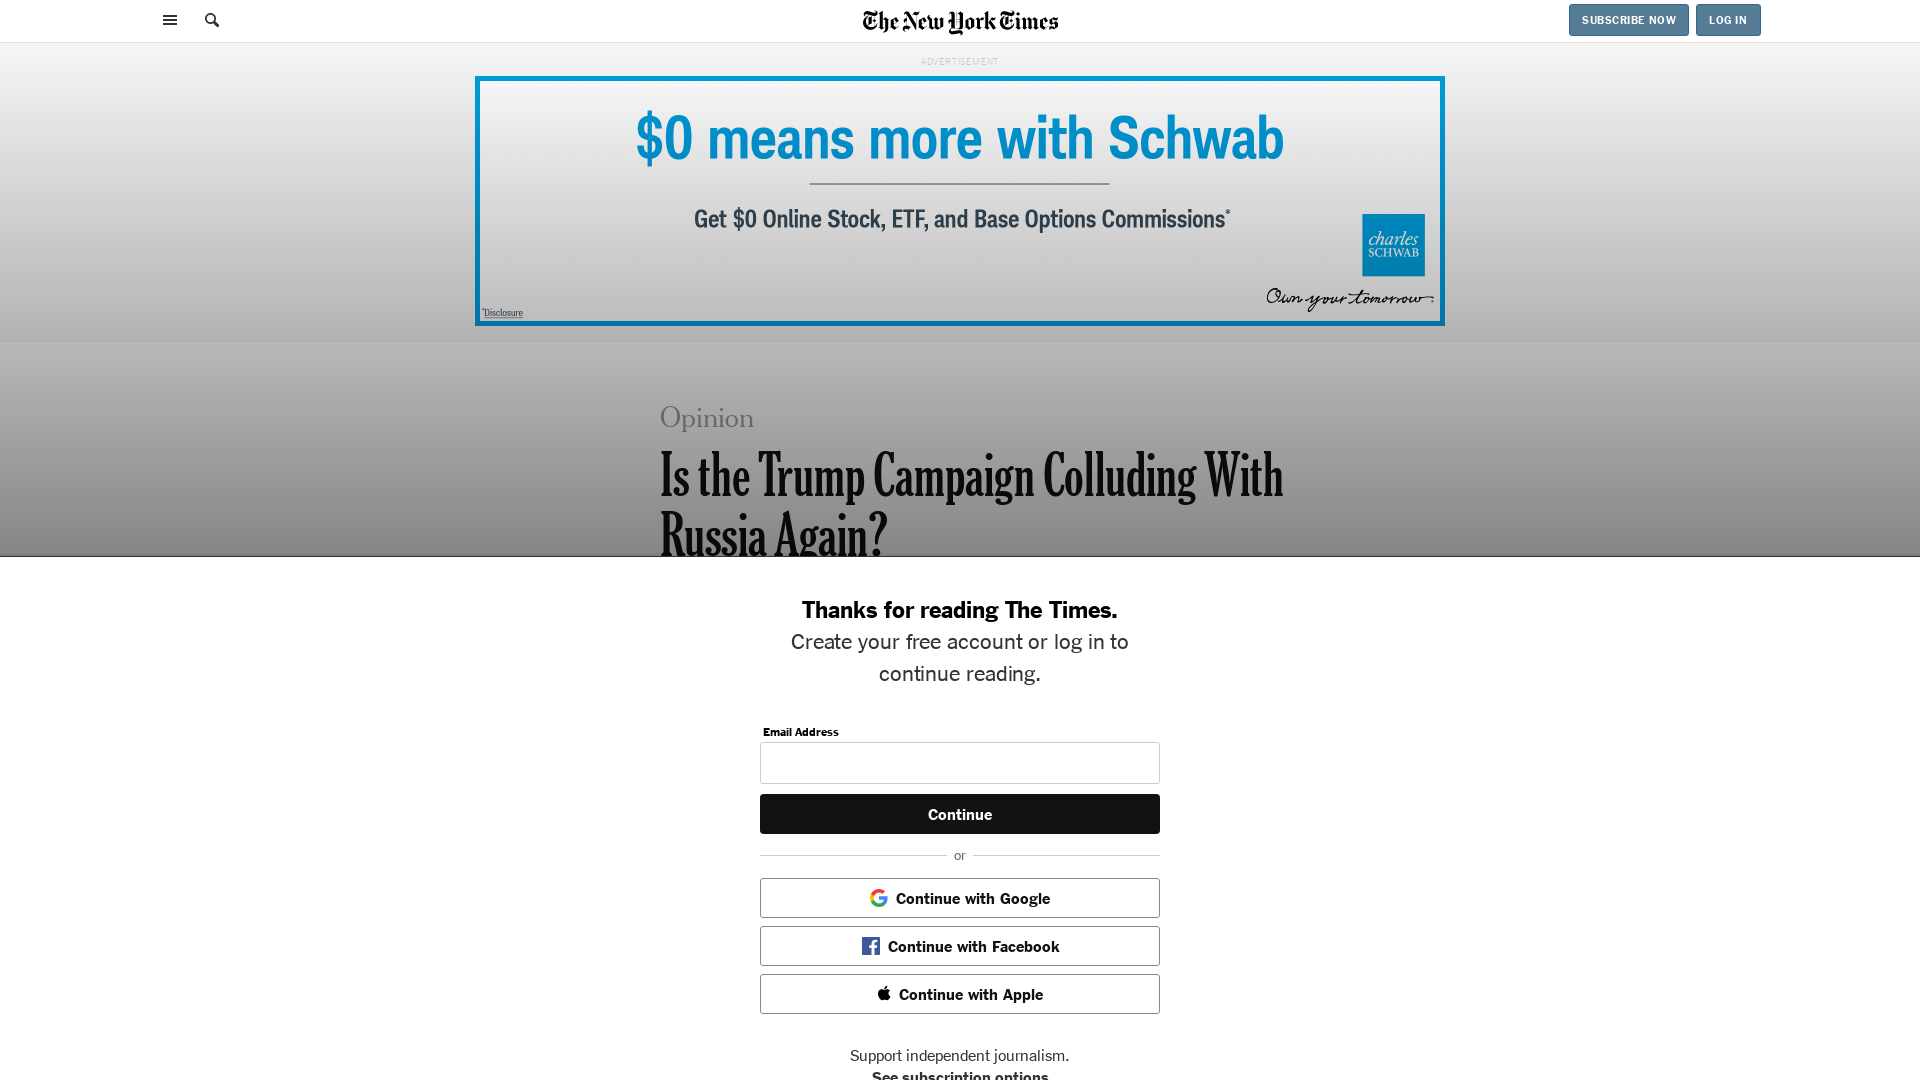 The New York Times
SUBSCRIBE NOW
LOG IN
ADVERTISEMENT
$0 means more with Schwab
Get $0 Online Stock, ETF, and Base Options Commissions*
charles
SCHWAB
Own your tomorrow.
*Disclosure
Opinion
Is the Trump Campaign Colluding With
Russia Again?
Thanks for reading The Times.
Create your free account or log in to
continue reading.
Email Address
Continue
or
Continue with Google
Continue with Facebook
Continue with Apple
Support independent journalism.
See subscription options.